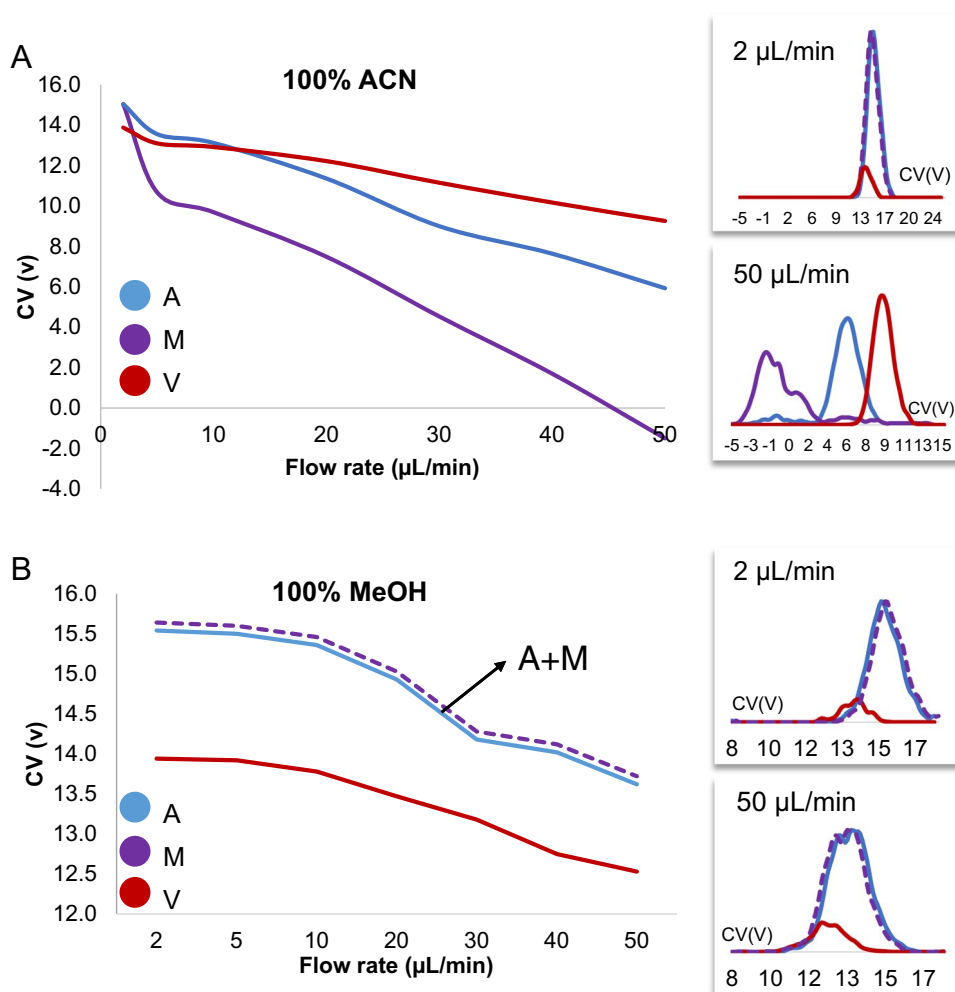 A
100% ACN
16.0
14.0
12.0
10.0
8.0
6.0
4.0
2.0
0.0
-2.0
-4.0
CV (v)
A
M
V
0 10 20 30 40 50
Flow rate (µL/min)
2 µL/min
CV(V)
-5 -1 2 6 9 13 17 20 24
50 µL/min
CV(V)
-5 -3 -1 0 2 4 6 8 9 11 13 15
B
100% MeOH
16.0
15.5
15.0
14.5
14.0
13.5
13.0
12.5
12.0
CV (v)
A+M
A
M
V
2 5 10 20 30 40 50
Flow rate (µL/min)
2 µL/min
CV(V)
8 10 12 13 15 17
50 µL/min
CV(V)
8 10 12 13 15 17